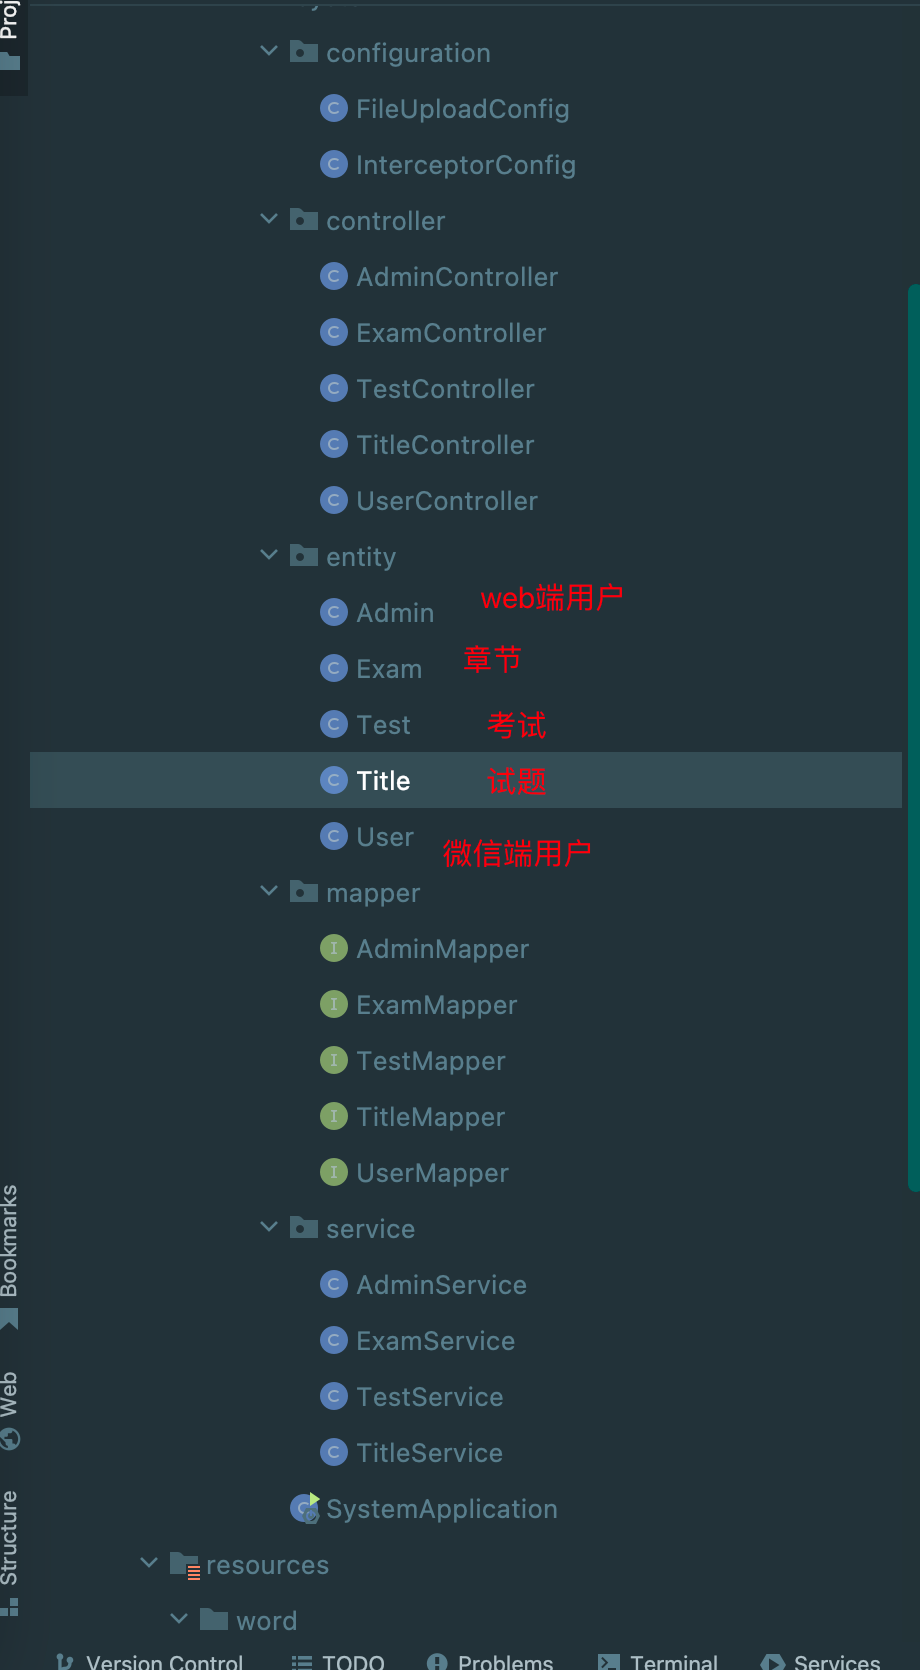 Proj
configuration
FileUploadConfig
InterceptorConfig
controller
AdminController
ExamController
TestController
TitleController
UserController
entity
Admin web端用户
Exam 章节
Test 考试
Title 试题
User 微信端用户
mapper
AdminMapper
ExamMapper
TestMapper
TitleMapper
UserMapper
service
AdminService
ExamService
TestService
TitleService
SystemApplication
resources
word
Bookmarks
Web
Structure
Version Control
TODO
Problems
Terminal
Services